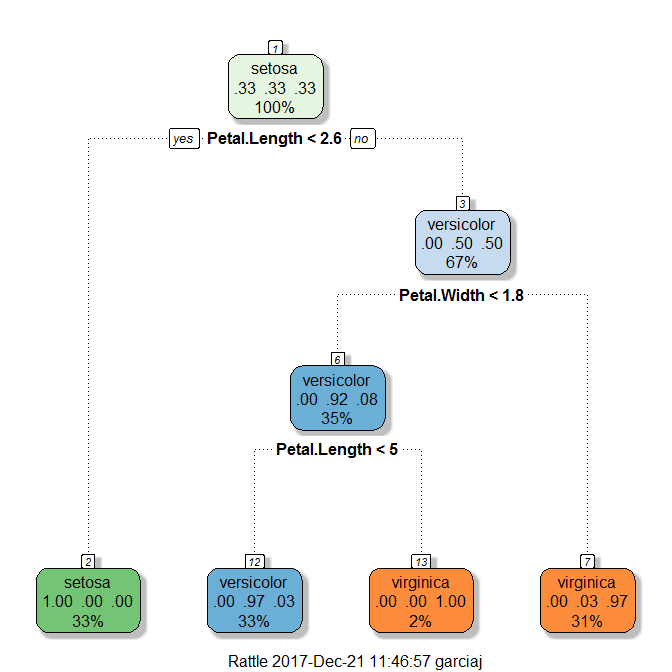 1
setosa
.33 .33 .33
100%
yes Petal.Length < 2.6 no
3
versicolor
.00 .50 .50
67%
Petal.Width < 1.8
6
versicolor
.00 .92 .08
35%
Petal.Length < 5
2
setosa
1.00 .00 .00
33%
12
versicolor
.00 .97 .03
33%
13
virginica
.00 .00 1.00
2%
7
virginica
.00 .03 .97
31%
Rattle 2017-Dec-21 11:46:57 garciaj